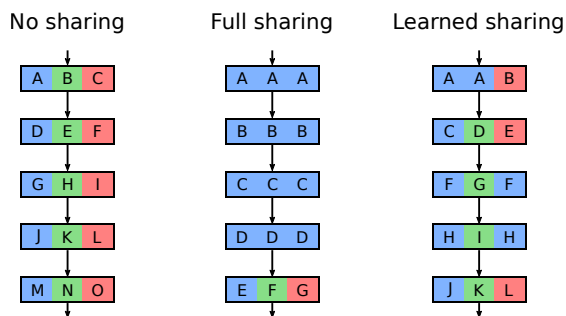 No sharing Full sharing Learned sharing
A B C A A A A A B
D E F B B B C D E
G H I C C C F G F
J K L D D D H I H
M N O E F G J K L